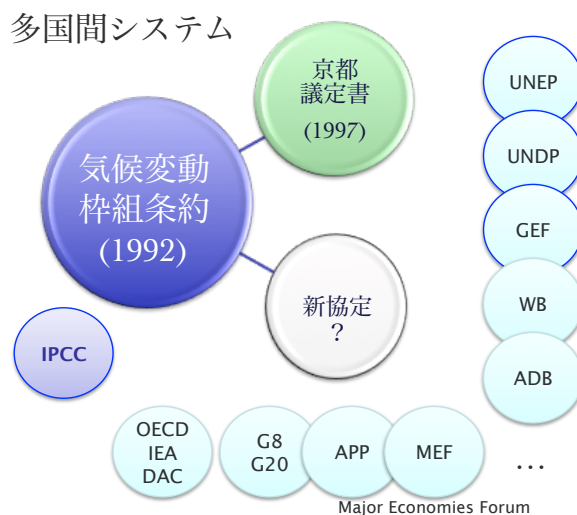 多国間システム
京都
議定書
(1997)
気候変動
枠組条約
(1992)
新協定
?
IPCC
UNEP
UNDP
GEF
WB
ADB
OECD
IEA
DAC
G8
G20
APP
MEF
...
Major Economies Forum